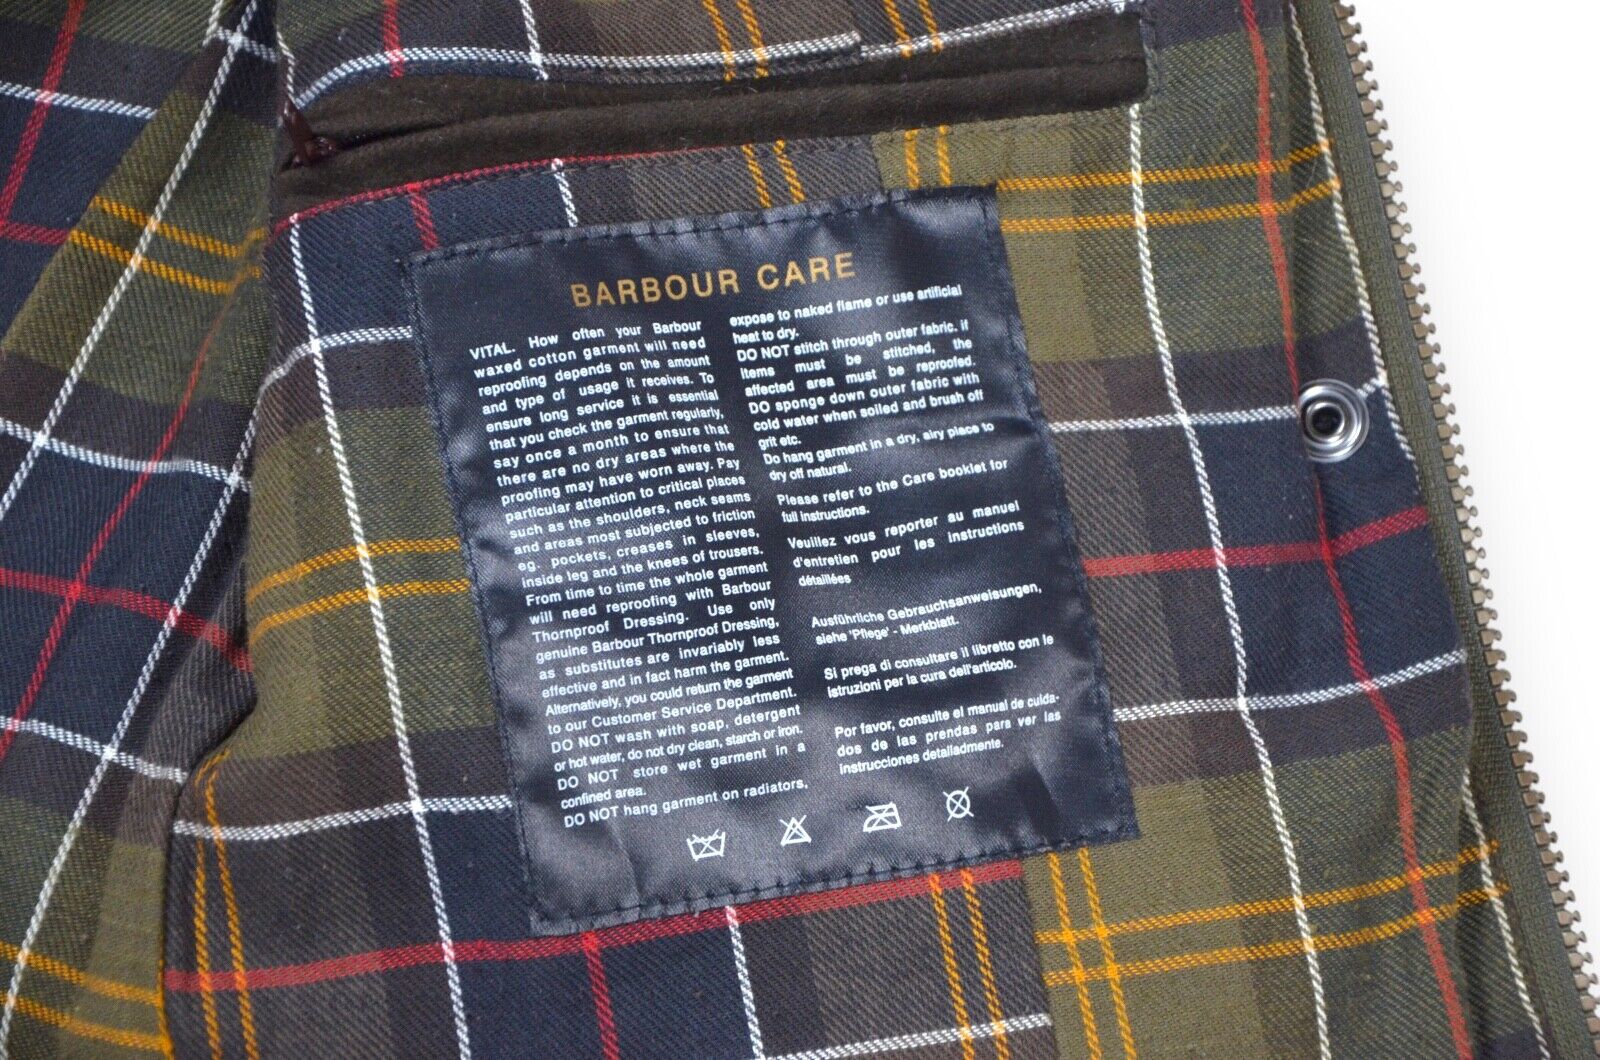 BARBOUR CARE
VITAL. How often your Barbour
waxed cotton garment will need
reproofing depends on the amount
and type of usage it receives. To
ensure long service it is essential
that you check the garment regularly,
say once a month to ensure that
there are no dry areas where the
proofing may have worn away. Pay
particular attention to critical places
such as the shoulders, neck seams
and areas most subjected to friction
eg. pockets, creases in sleeves,
inside leg and the knees of trousers.
From time to time the whole garment
will need reproofing with Barbour
Thornproof Dressing. Use only
genuine Barbour Thornproof Dressing,
as substitutes are invariably less
effective and in fact harm the garment.
Alternatively, you could return the garment
to our Customer Service Department.
DO NOT wash with soap, detergent
or hot water, do not dry clean, starch or iron.
DO NOT store wet garment in a
confined area.
DO NOT hang garment on radiators,
expose to naked flame or use artificial
heat to dry.
DO NOT stitch through outer fabric. if
items must be stitched, the
affected area must be reproofed.
DO sponge down outer fabric with
cold water when soiled and brush off
grit etc.
Do hang garment in a dry, airy place to
dry off natural.
Please refer to the Care booklet for
full instructions.
Veuillez vous reporter au manuel
d'entretien pour les instructions
détaillées
Ausführliche Gebrauchsanweisungen,
siehe 'Pflege' - Merkblatt.
Si prega di consultare il libretto con le
istruzioni per la cura dell'articolo.
Por favor, consulte el manual de cuida-
dos de las prendas para ver las
instrucciones detalladmente.